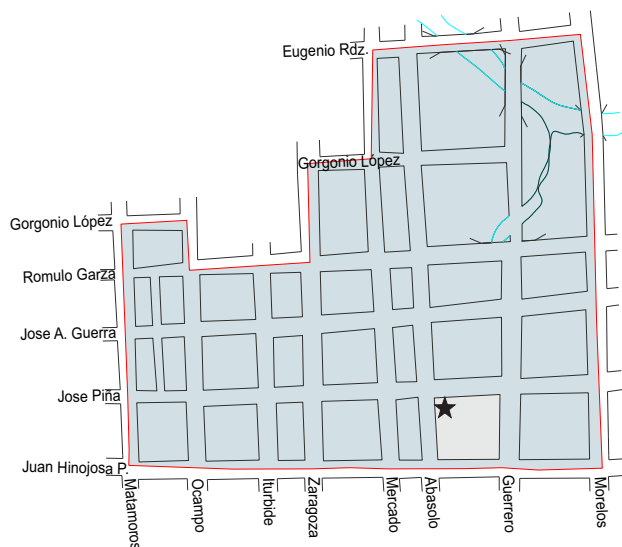 Eugenio Rdz.
Gorgonio López
Gorgonio López
Romulo Garza
Jose A. Guerra
Jose Piña
Juan Hinojosa P.
Matamoros
Ocampo
Iturbide
Zaragoza
Mercado
Abasolo
Guerrero
Morelos